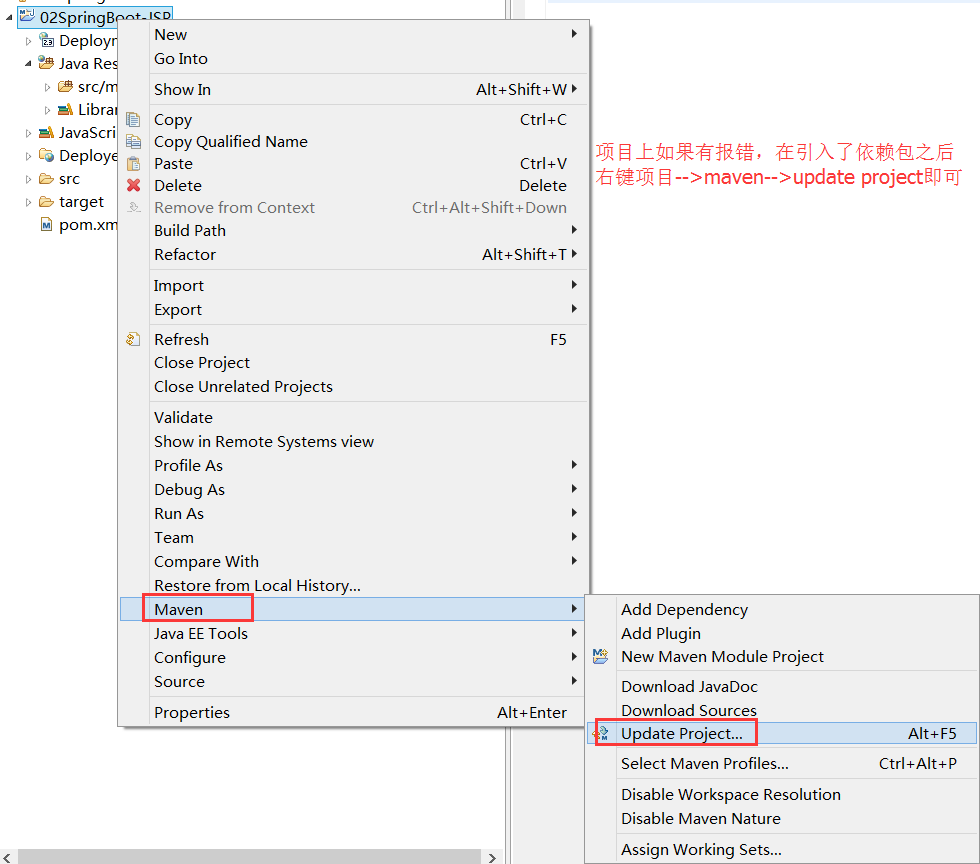 02SpringBoot-JSP
Deployn
Java Res
src/m
Librar
JavaScri
Deploye
src
target
pom.xm
New
Go Into
Show In Alt+Shift+W
Copy Ctrl+C
Copy Qualified Name
Paste Ctrl+V
Delete Delete
Remove from Context Ctrl+Alt+Shift+Down
Build Path
Refactor Alt+Shift+T
Import
Export
Refresh F5
Close Project
Close Unrelated Projects
Validate
Show in Remote Systems view
Profile As
Debug As
Run As
Team
Compare With
Restore from Local History...
Maven
Java EE Tools
Configure
Source
Properties Alt+Enter
项目上如果有报错，在引入了依赖包之后
右键项目-->maven-->update project即可
Add Dependency
Add Plugin
New Maven Module Project
Download JavaDoc
Download Sources
Update Project... Alt+F5
Select Maven Profiles... Ctrl+Alt+P
Disable Workspace Resolution
Disable Maven Nature
Assign Working Sets...